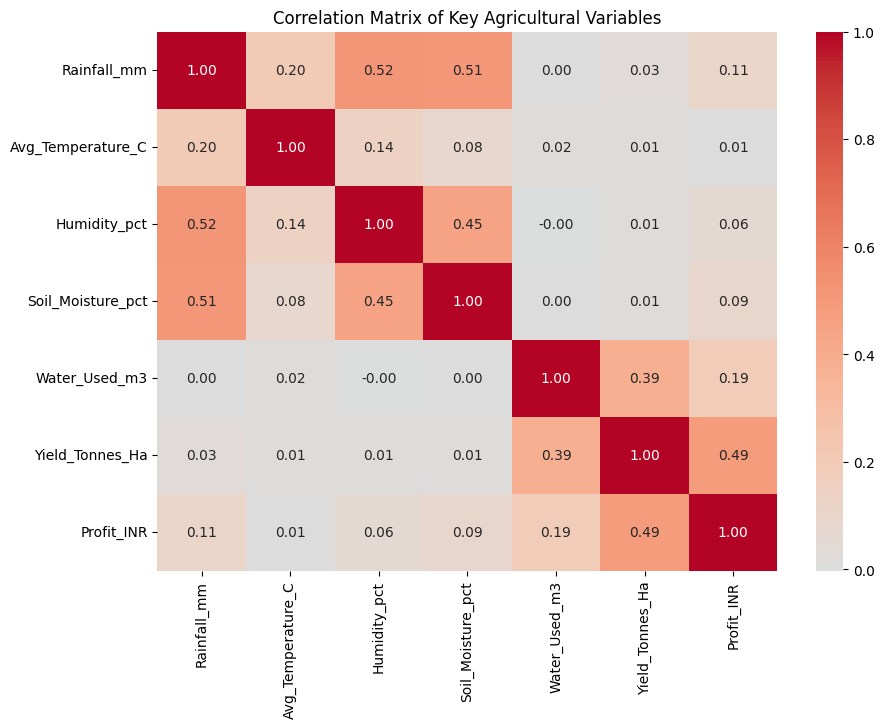 Correlation Matrix of Key Agricultural Variables
Rainfall_mm 1.00 0.20 0.52 0.51 0.00 0.03 0.11
Avg_Temperature_C 0.20 1.00 0.14 0.08 0.02 0.01 0.01
Humidity_pct 0.52 0.14 1.00 0.45 -0.00 0.01 0.06
Soil_Moisture_pct 0.51 0.08 0.45 1.00 0.00 0.01 0.09
Water_Used_m3 0.00 0.02 -0.00 0.00 1.00 0.39 0.19
Yield_Tonnes_Ha 0.03 0.01 0.01 0.01 0.39 1.00 0.49
Profit_INR 0.11 0.01 0.06 0.09 0.19 0.49 1.00
Rainfall_mm
Avg_Temperature_C
Humidity_pct
Soil_Moisture_pct
Water_Used_m3
Yield_Tonnes_Ha
Profit_INR
1.0
0.8
0.6
0.4
0.2
0.0